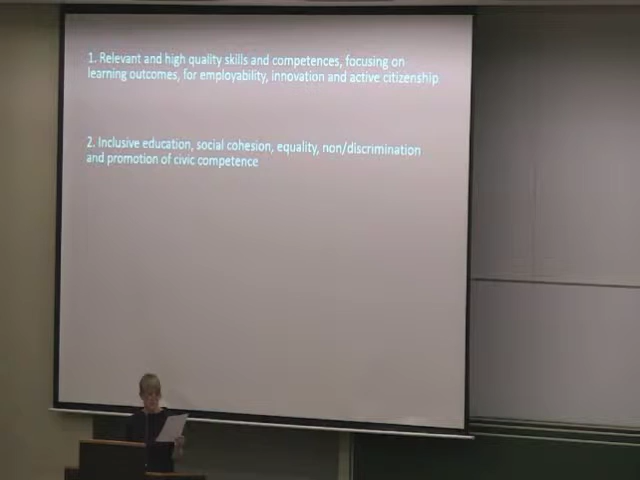 1. Relevant and high quality skills and competences, focusing on
learning outcomes, for employability, innovation and active citizenship
2. Inclusive education, social cohesion, equality, non/discrimination
and promotion of civic competence